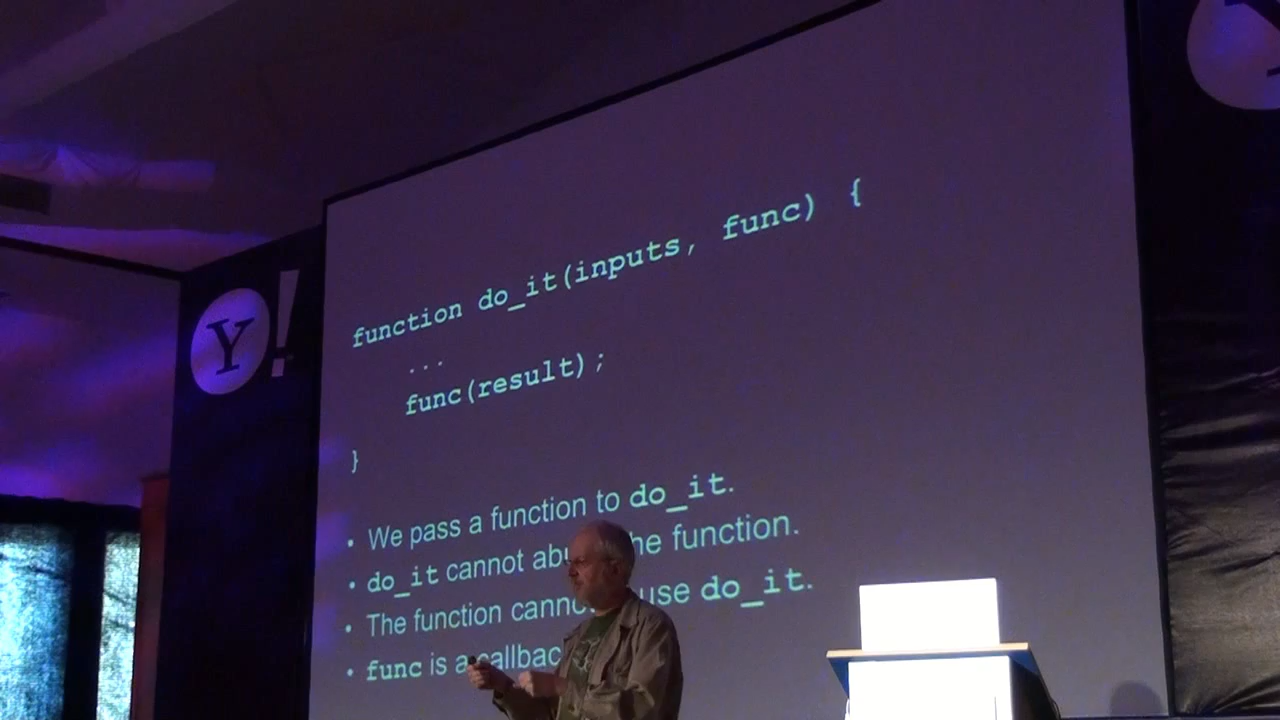 Y!
function do_it(inputs, func) {
...
func(result);
}
• We pass a function to do_it.
• do_it cannot the function.
• The function do_it.
• func is a